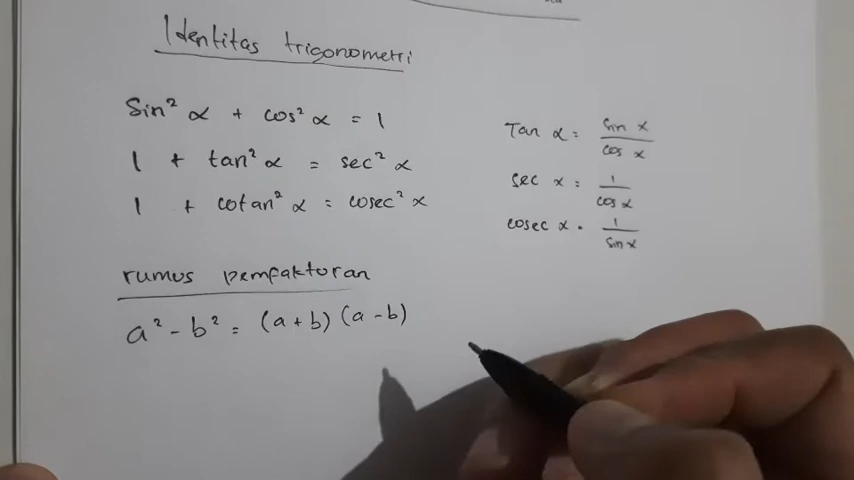 Identitas trigonometri
Sin² α + cos² α = 1
1 + tan² α = sec² α
1 + cotan² α = cosec² α
Tan α = sin α / cos α
sec α = 1 / cos α
cosec α = 1 / sin α
rumus pemfaktoran
a² - b² = (a + b) (a - b)